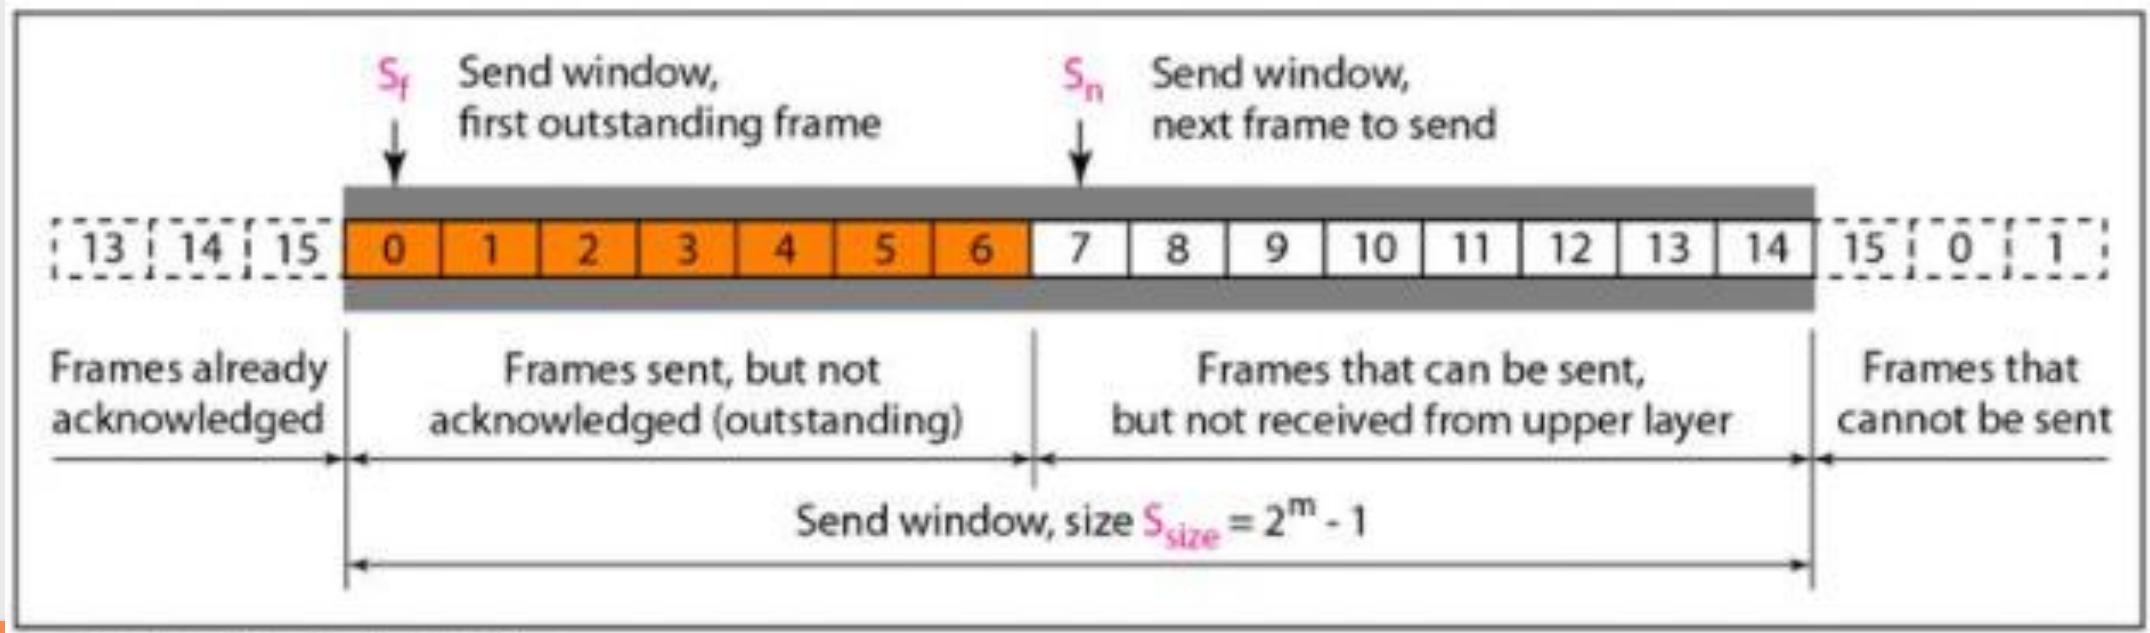 Sf Send window,
first outstanding frame
Sn Send window,
next frame to send
13 14 15 0 1 2 3 4 5 6 7 8 9 10 11 12 13 14 15 0 1
Frames already
acknowledged
Frames sent, but not
acknowledged (outstanding)
Frames that can be sent,
but not received from upper layer
Frames that
cannot be sent
Send window, size Ssize = 2^m - 1